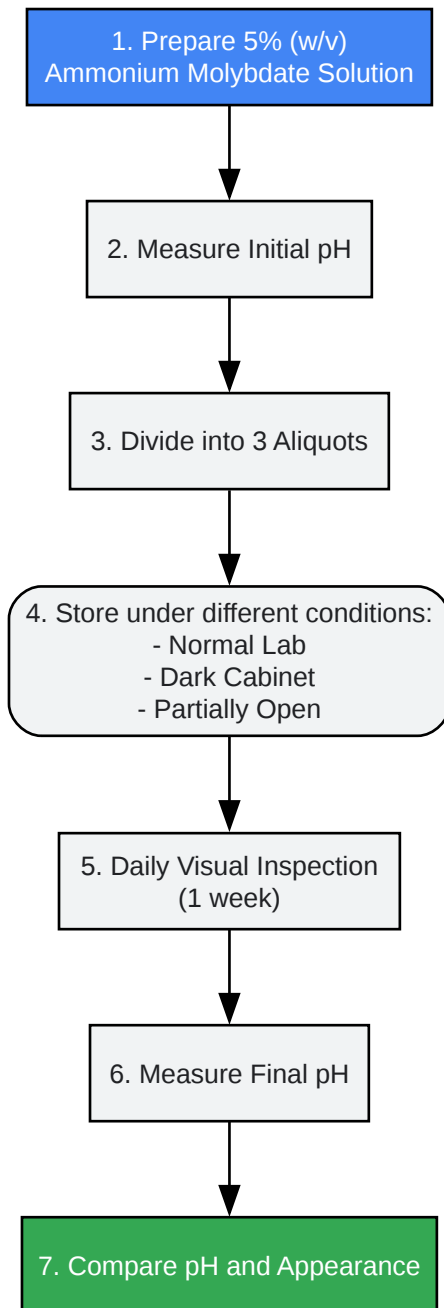 1. Prepare 5% (w/v)
Ammonium Molybdate Solution
2. Measure Initial pH
3. Divide into 3 Aliquots
4. Store under different conditions:
- Normal Lab
- Dark Cabinet
- Partially Open
5. Daily Visual Inspection
(1 week)
6. Measure Final pH
7. Compare pH and Appearance